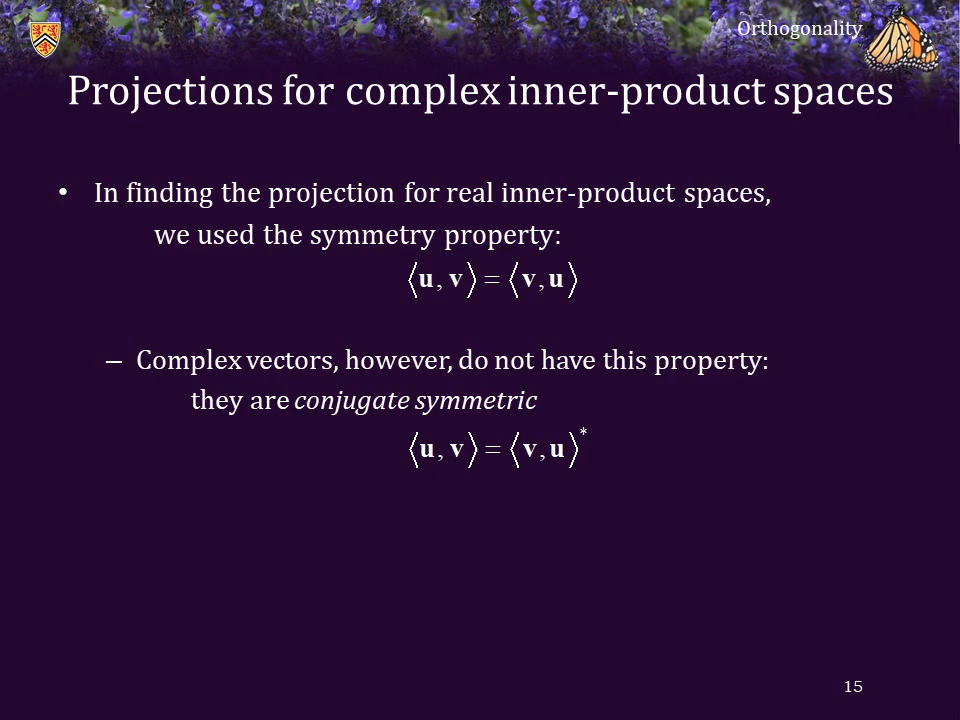 Orthogonality
Projections for complex inner-product spaces
• In finding the projection for real inner-product spaces,
we used the symmetry property:
⟨u, v⟩ = ⟨v, u⟩
– Complex vectors, however, do not have this property:
they are conjugate symmetric
⟨u, v⟩ = ⟨v, u⟩*
15